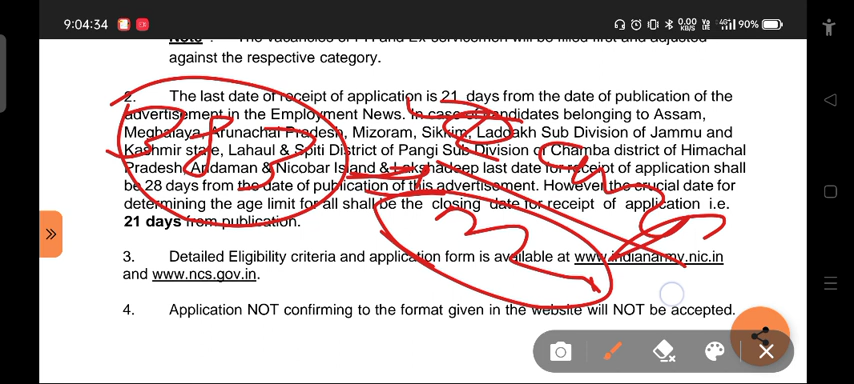 9:04:34 0.00 KB/S 4G 90%
against the respective category.
2. The last date of receipt of application is 21 days from the date of publication of the
advertisement in the Employment News. In case of candidates belonging to Assam,
Meghalaya, Arunachal Pradesh, Mizoram, Sikkim, Laddakh Sub Division of Jammu and
Kashmir state, Lahaul & Spiti District of Pangi Sub Division of Chamba district of Himachal
Pradesh, Andaman & Nicobar Island & Lakshadeep last date for receipt of application shall
be 28 days from the date of publication of this advertisement. However the crucial date for
determining the age limit for all shall be the closing date for receipt of application i.e.
21 days from publication.
3. Detailed Eligibility criteria and application form is available at www.indianarmy.nic.in
and www.ncs.gov.in.
4. Application NOT confirming to the format given in the website will NOT be accepted.